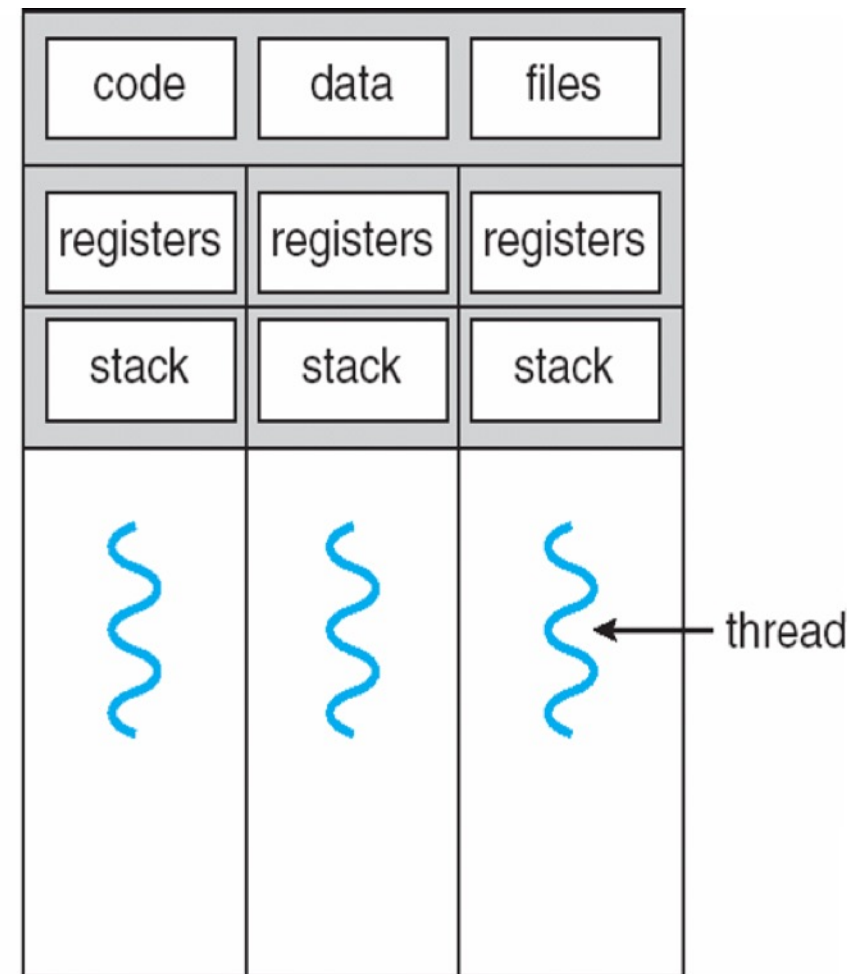 code data files
registers registers registers
stack stack stack
thread